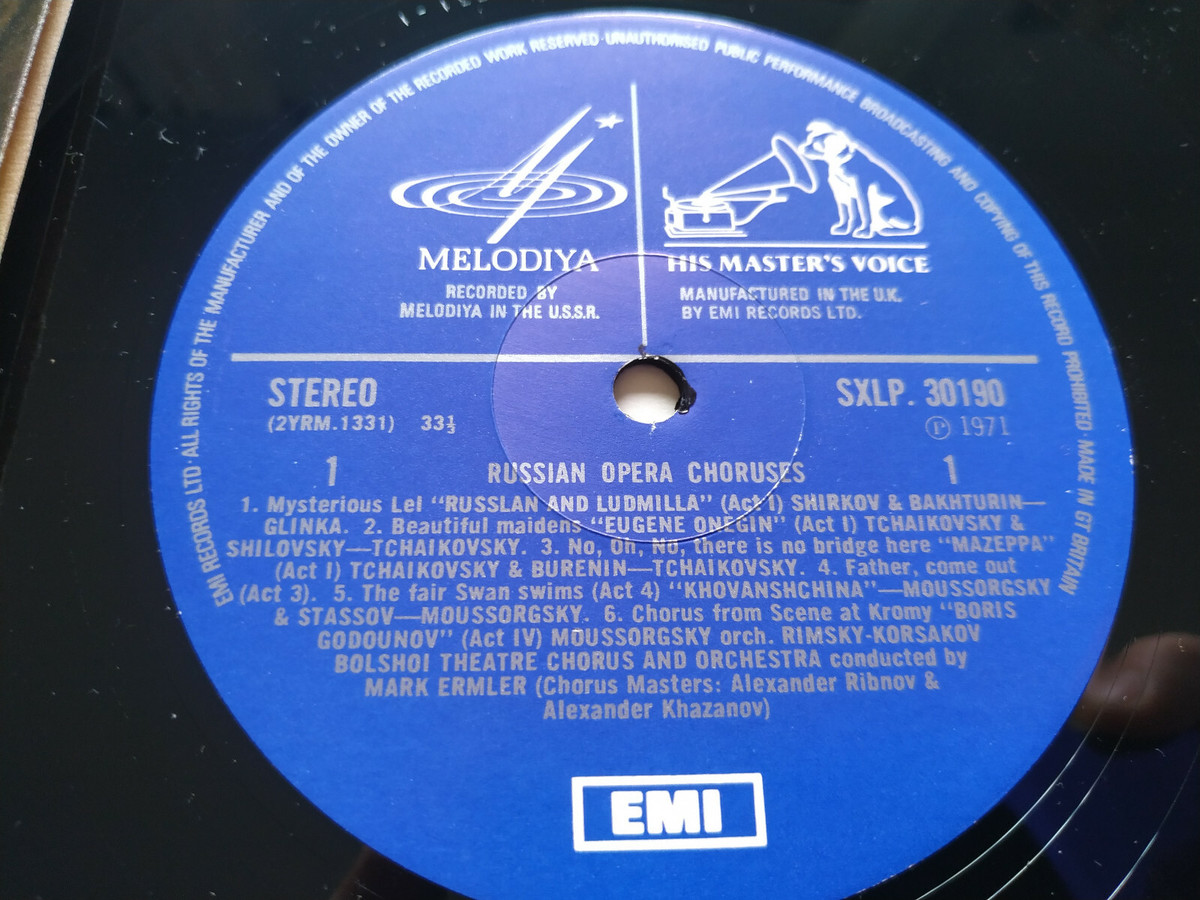 EMI RECORDS LTD · ALL RIGHTS OF THE MANUFACTURER AND OF THE OWNER OF THE RECORDED WORK RESERVED · UNAUTHORISED PUBLIC PERFORMANCE BROADCASTING AND COPYING OF THIS RECORD PROHIBITED · MADE IN GT BRITAIN
MELODIYA
RECORDED BY
MELODIYA IN THE U.S.S.R.
HIS MASTER'S VOICE
MANUFACTURED IN THE U.K.
BY EMI RECORDS LTD.
STEREO
(2YRM.1331) 33⅓
SXLP. 30190
Ⓟ 1971
1 RUSSIAN OPERA CHORUSES 1
1. Mysterious Lel "RUSSLAN AND LUDMILLA" (Act I) SHIRKOV & BAKHTURIN—
GLINKA. 2. Beautiful maidens "EUGENE ONEGIN" (Act I) TCHAIKOVSKY &
SHILOVSKY—TCHAIKOVSKY. 3. No, Oh, No, there is no bridge here "MAZEPPA"
(Act I) TCHAIKOVSKY & BURENIN—TCHAIKOVSKY. 4. Father, come out
(Act 3). 5. The fair Swan swims (Act 4) "KHOVANSHCHINA"—MOUSSORGSKY
& STASSOV—MOUSSORGSKY. 6. Chorus from Scene at Kromy "BORIS
GODOUNOV" (Act IV) MOUSSORGSKY orch. RIMSKY-KORSAKOV
BOLSHOI THEATRE CHORUS AND ORCHESTRA conducted by
MARK ERMLER (Chorus Masters: Alexander Ribnov &
Alexander Khazanov)
EMI